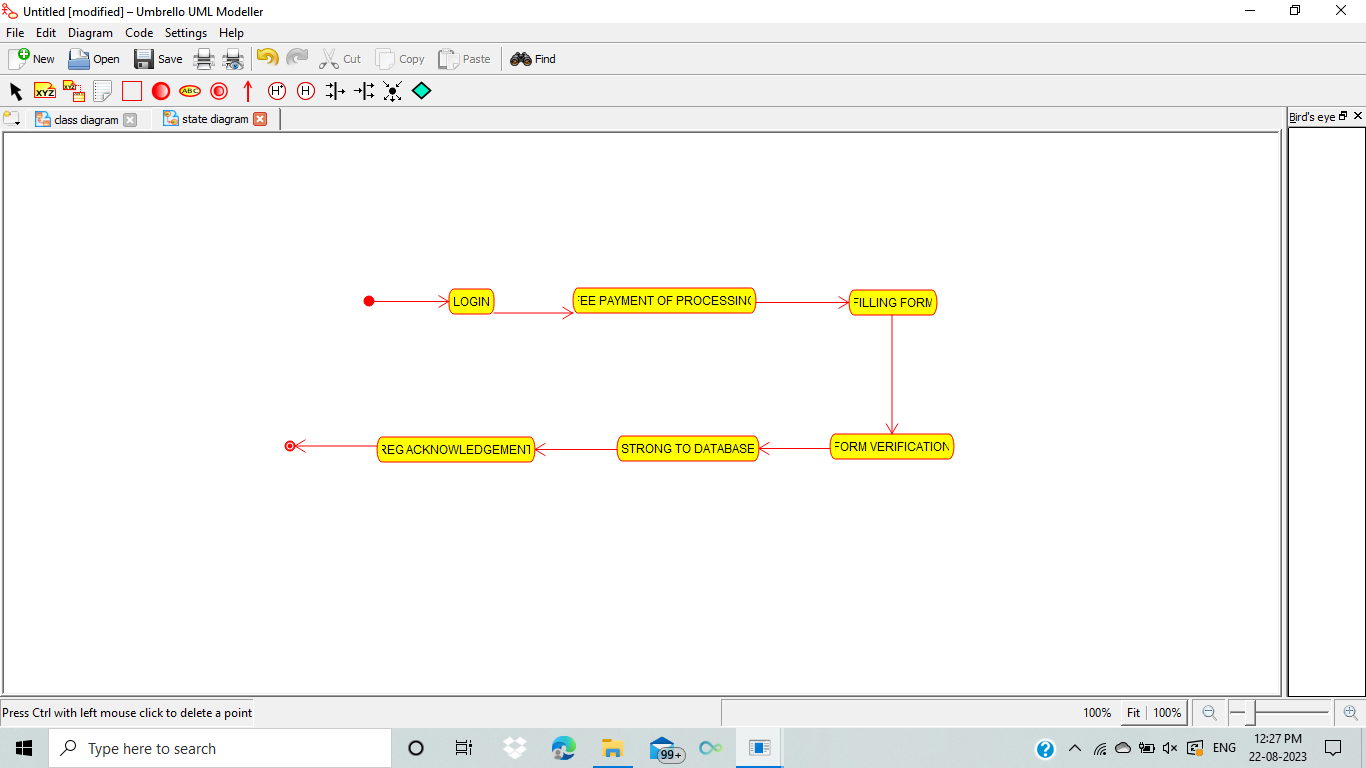 Untitled [modified] – Umbrello UML Modeller
File Edit Diagram Code Settings Help
New Open Save Cut Copy Paste Find
XYZ XYZ ABC H* H
class diagram state diagram Bird's eye
LOGIN FEE PAYMENT OF PROCESSING FILLING FORM
REG ACKNOWLEDGEMENT STRONG TO DATABASE FORM VERIFICATION
Press Ctrl with left mouse click to delete a point 100% Fit 100%
Type here to search 99+ ENG 12:27 PM
22-08-2023